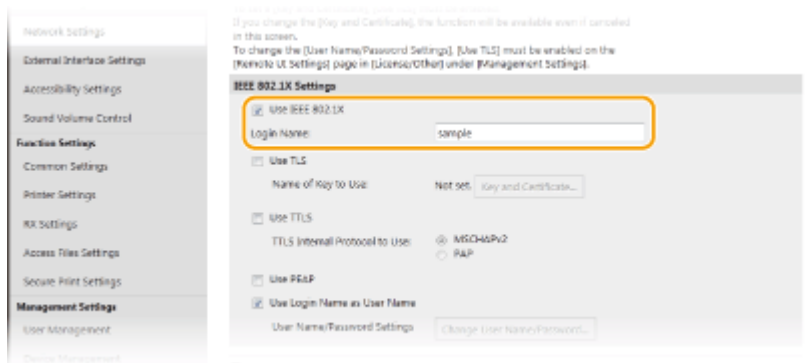 Network Settings
External Interface Settings
Accessibility Settings
Sound Volume Control
Function Settings
Common Settings
Printer Settings
RX Settings
Access Files Settings
Secure Print Settings
Management Settings
User Management
Device Management
If you change the [Key and Certificate], the function will be available even if canceled
in this screen.
To change the [User Name/Password Settings], [Use TLS] must be enabled on the
[Remote UI Settings] page in [License/Other] under [Management Settings].
IEEE 802.1X Settings
Use IEEE 802.1X
Login Name: sample
Use TLS
Name of Key to Use: Not set. Key and Certificate...
Use TTLS
TTLS Internal Protocol to Use: MSCHAPv2
PAP
Use PEAP
Use Login Name as User Name
User Name/Password Settings Change User Name/Password...